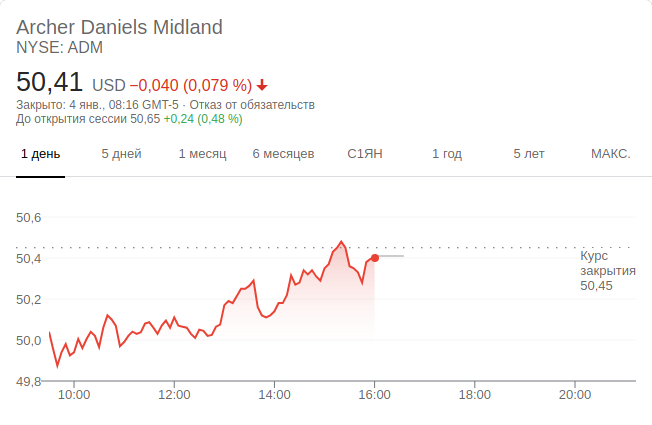 Archer Daniels Midland
NYSE: ADM
50,41 USD −0,040 (0,079 %)
Закрыто: 4 янв., 08:16 GMT-5 · Отказ от обязательств
До открытия сессии 50,65 +0,24 (0,48 %)
1 день 5 дней 1 месяц 6 месяцев С1ЯН 1 год 5 лет МАКС.
50,6
50,4
50,2
50,0
49,8
Курс
закрытия
50,45
10:00 12:00 14:00 16:00 18:00 20:00